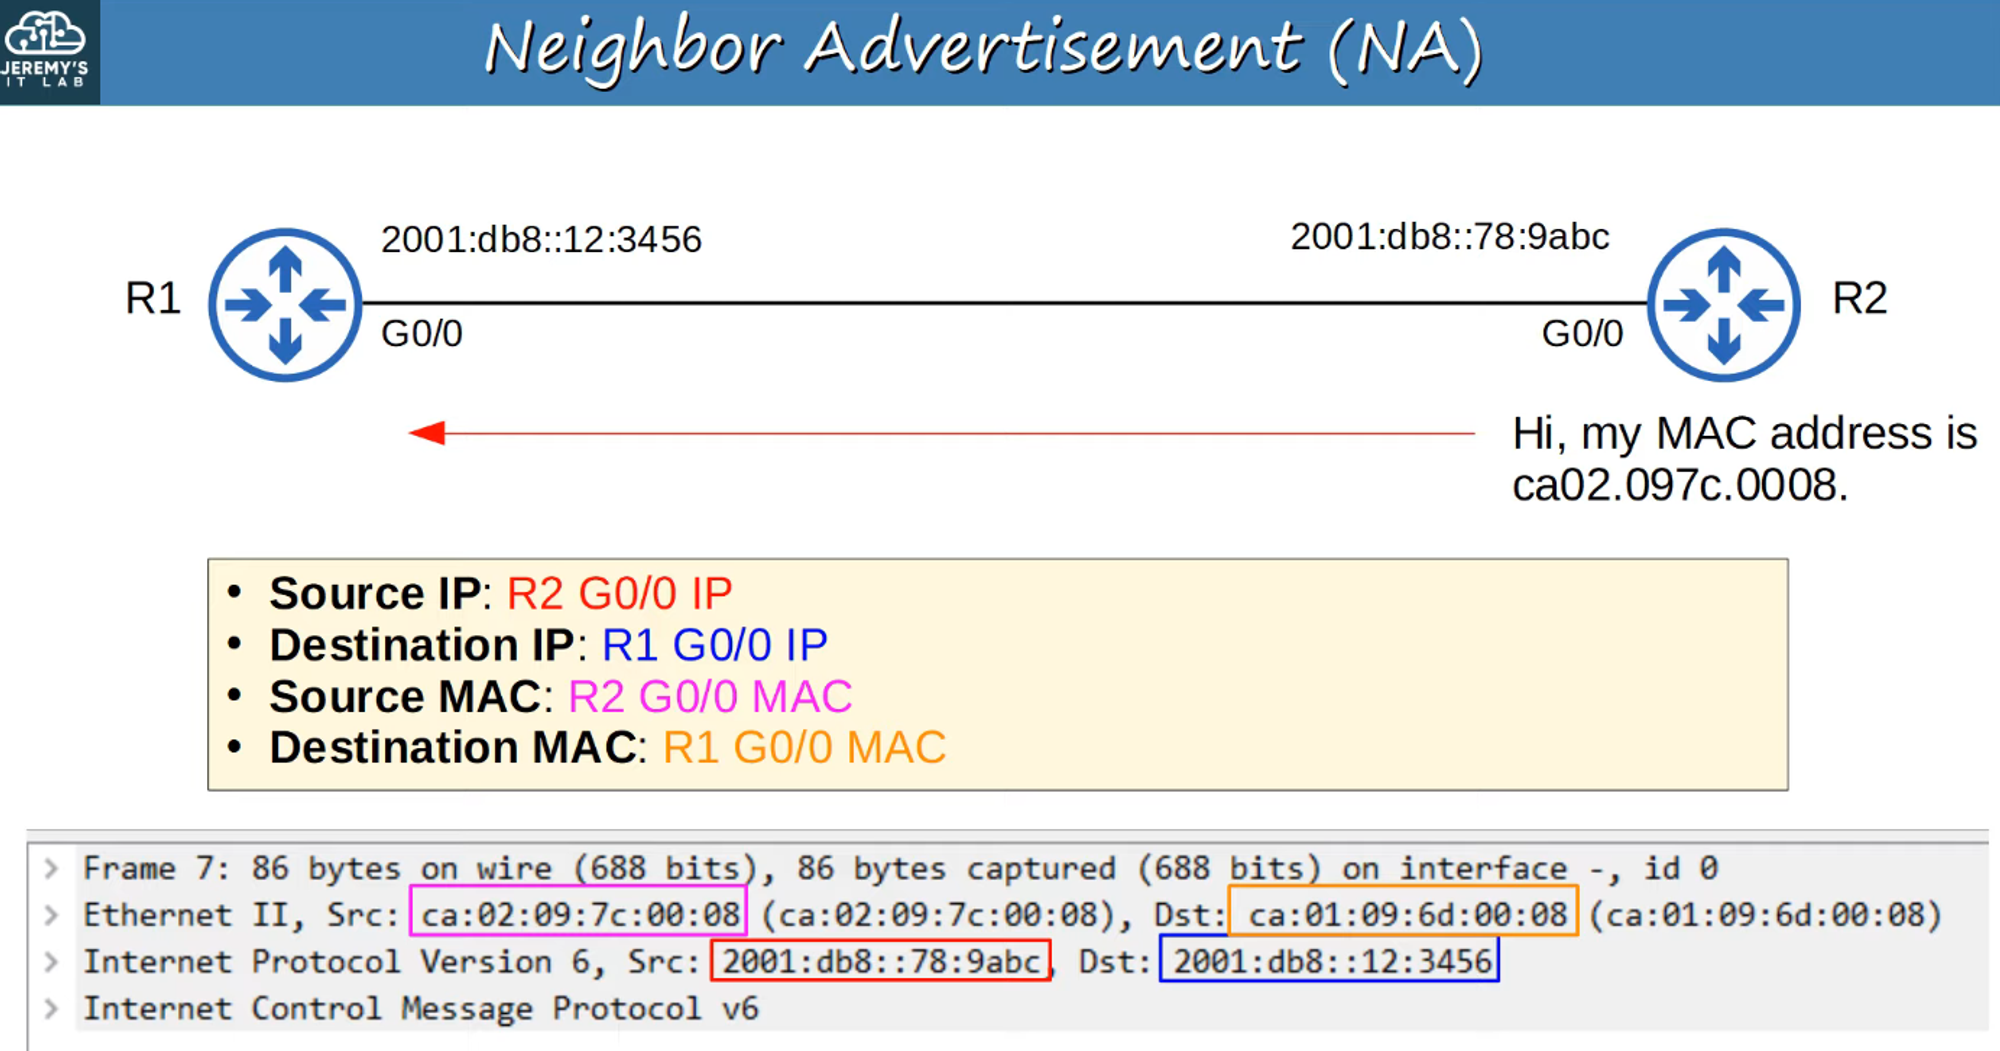 JEREMY'S
IT LAB
Neighbor Advertisement (NA)
2001:db8::12:3456
2001:db8::78:9abc
R1
R2
G0/0
G0/0
Hi, my MAC address is
ca02.097c.0008.
• Source IP: R2 G0/0 IP
• Destination IP: R1 G0/0 IP
• Source MAC: R2 G0/0 MAC
• Destination MAC: R1 G0/0 MAC
> Frame 7: 86 bytes on wire (688 bits), 86 bytes captured (688 bits) on interface -, id 0
> Ethernet II, Src: ca:02:09:7c:00:08 (ca:02:09:7c:00:08), Dst: ca:01:09:6d:00:08 (ca:01:09:6d:00:08)
> Internet Protocol Version 6, Src: 2001:db8::78:9abc, Dst: 2001:db8::12:3456
> Internet Control Message Protocol v6